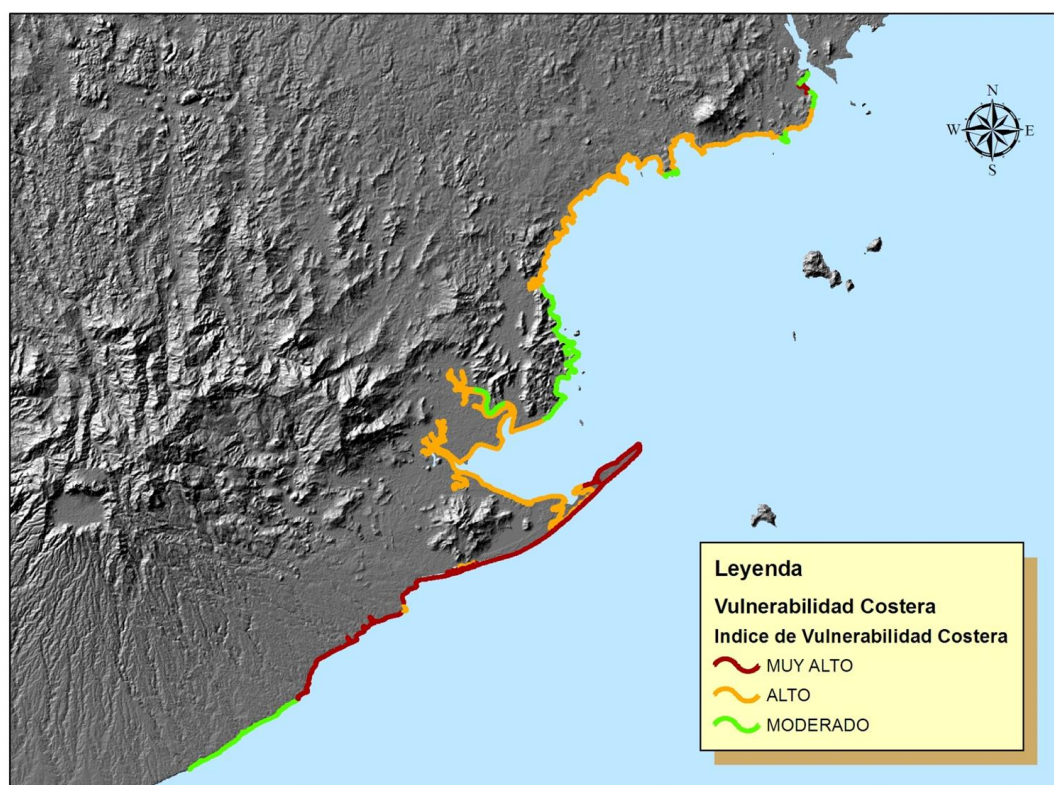 N
W E
S
Leyenda
Vulnerabilidad Costera
Indice de Vulnerabilidad Costera
MUY ALTO
ALTO
MODERADO